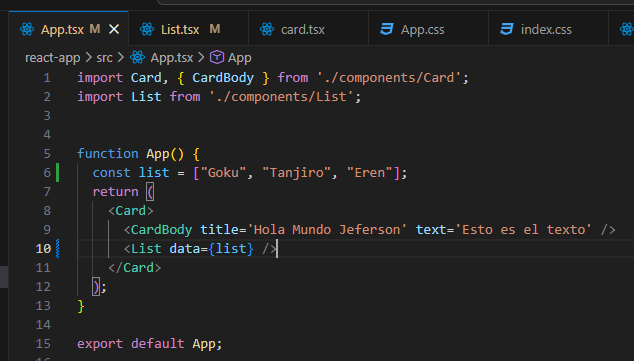 App.tsx M × List.tsx M card.tsx App.css index.css
react-app > src > App.tsx > App
1 import Card, { CardBody } from './components/Card';
2 import List from './components/List';
3
4
5 function App() {
6 const list = ["Goku", "Tanjiro", "Eren"];
7 return (
8 <Card>
9 <CardBody title='Hola Mundo Jeferson' text='Esto es el texto' />
10 <List data={list} />
11 </Card>
12 );
13 }
14
15 export default App;
16